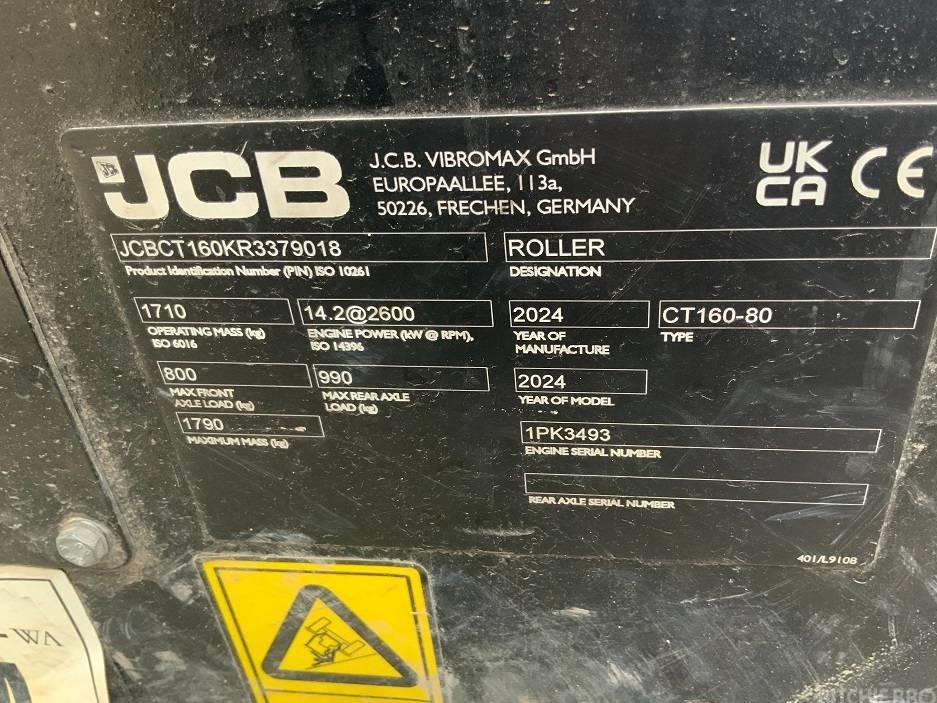 JCB
J.C.B. VIBROMAX GmbH
EUROPAALLEE, 113a,
50226, FRECHEN, GERMANY
UK
CA
CE
JCBCT160KR3379018
Product Identification Number (PIN) ISO 10261
ROLLER
DESIGNATION
1710
OPERATING MASS (kg)
ISO 6016
14.2@2600
ENGINE POWER (kW @ RPM),
ISO 14396
2024
YEAR OF
MANUFACTURE
CT160-80
TYPE
800
MAX FRONT
AXLE LOAD (kg)
990
MAX REAR AXLE
LOAD (kg)
2024
YEAR OF MODEL
1790
MAXIMUM MASS (kg)
1PK3493
ENGINE SERIAL NUMBER
REAR AXLE SERIAL NUMBER
401/L9108
WA
RITCHIE BRO